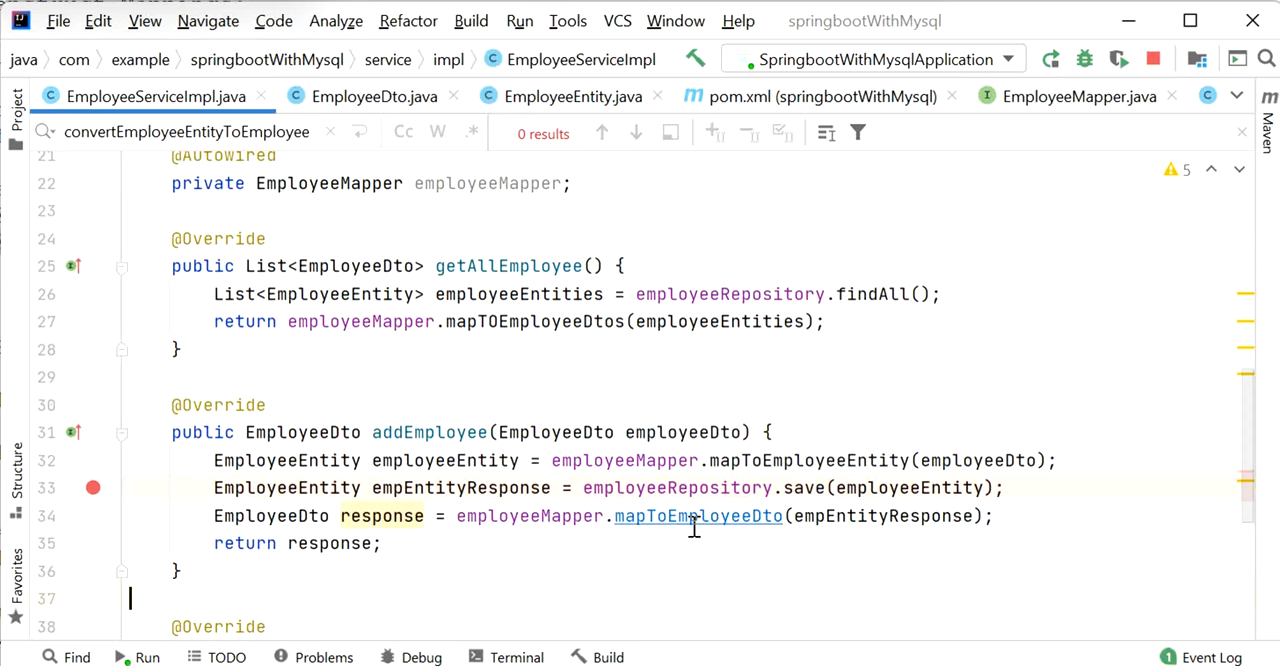 File Edit View Navigate Code Analyze Refactor Build Run Tools VCS Window Help springbootWithMysql
java com example springbootWithMysql service impl EmployeeServiceImpl SpringbootWithMysqlApplication
EmployeeServiceImpl.java EmployeeDto.java EmployeeEntity.java pom.xml (springbootWithMysql) EmployeeMapper.java
convertEmployeeEntityToEmployee Cc W .* 0 results
21 @Autowired
5
22 private EmployeeMapper employeeMapper;
23
24 @Override
25 public List<EmployeeDto> getAllEmployee() {
26 List<EmployeeEntity> employeeEntities = employeeRepository.findAll();
27 return employeeMapper.mapTOEmployeeDtos(employeeEntities);
28 }
29
30 @Override
31 public EmployeeDto addEmployee(EmployeeDto employeeDto) {
32 EmployeeEntity employeeEntity = employeeMapper.mapToEmployeeEntity(employeeDto);
33 EmployeeEntity empEntityResponse = employeeRepository.save(employeeEntity);
34 EmployeeDto response = employeeMapper.mapToEmployeeDto(empEntityResponse);
35 return response;
36 }
37
38 @Override
Project
Structure
Favorites
Maven
Find Run TODO Problems Debug Terminal Build 1 Event Log